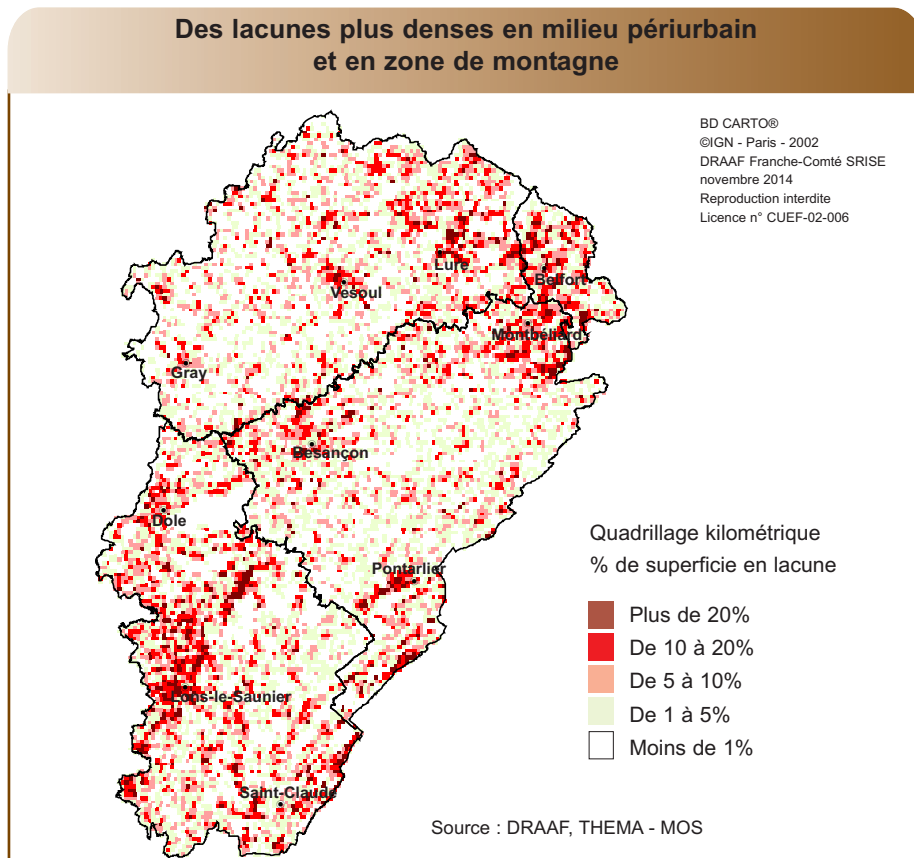 Des lacunes plus denses en milieu périurbain
et en zone de montagne
BD CARTO®
©IGN - Paris - 2002
DRAAF Franche-Comté SRISE
novembre 2014
Reproduction interdite
Licence n° CUEF-02-006
Lure
Belfort
Vesoul
Montbéliard
Gray
Besançon
Dole
Pontarlier
Lons-le-Saunier
Saint-Claude
Quadrillage kilométrique
% de superficie en lacune
Plus de 20%
De 10 à 20%
De 5 à 10%
De 1 à 5%
Moins de 1%
Source : DRAAF, THEMA - MOS